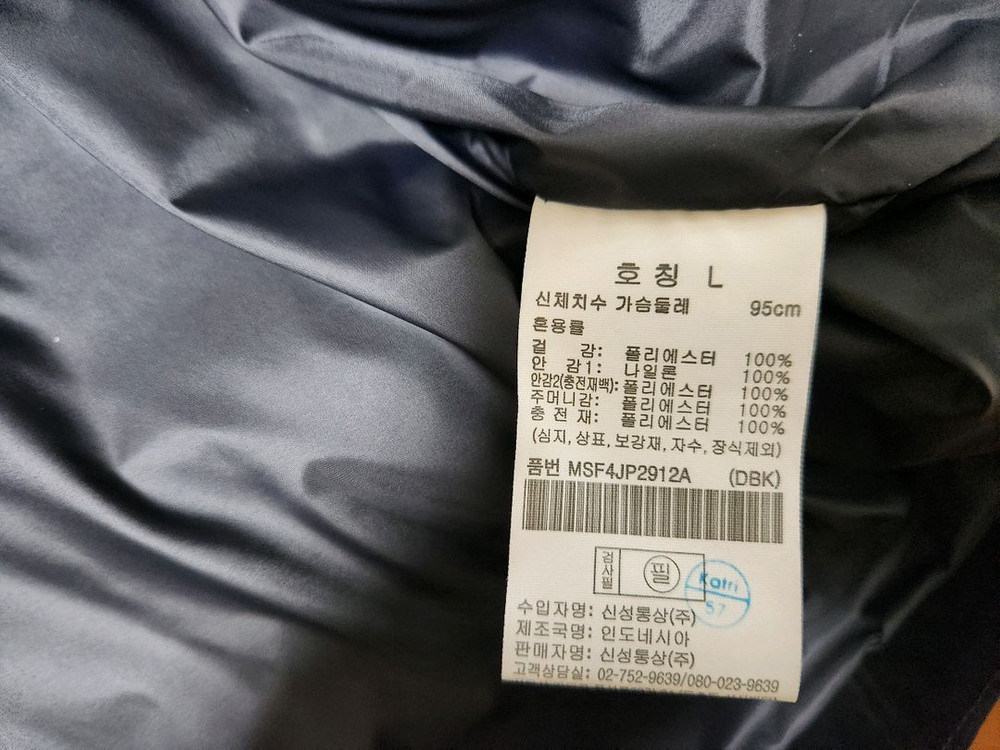 호칭 L
신체치수 가슴둘레 95cm
혼용률
겉 감: 폴리에스터 100%
안 감1: 나일론 100%
안감2(충전재백): 폴리에스터 100%
주머니감: 폴리에스터 100%
충 전 재: 폴리에스터 100%
(심지, 상표, 보강재, 자수, 장식제외)
품번 MSF4JP2912A (DBK)
검사필 필 Katri 57
수입자명: 신성통상(주)
제조국명: 인도네시아
판매자명: 신성통상(주)
고객상담실: 02-752-9639/080-023-9639